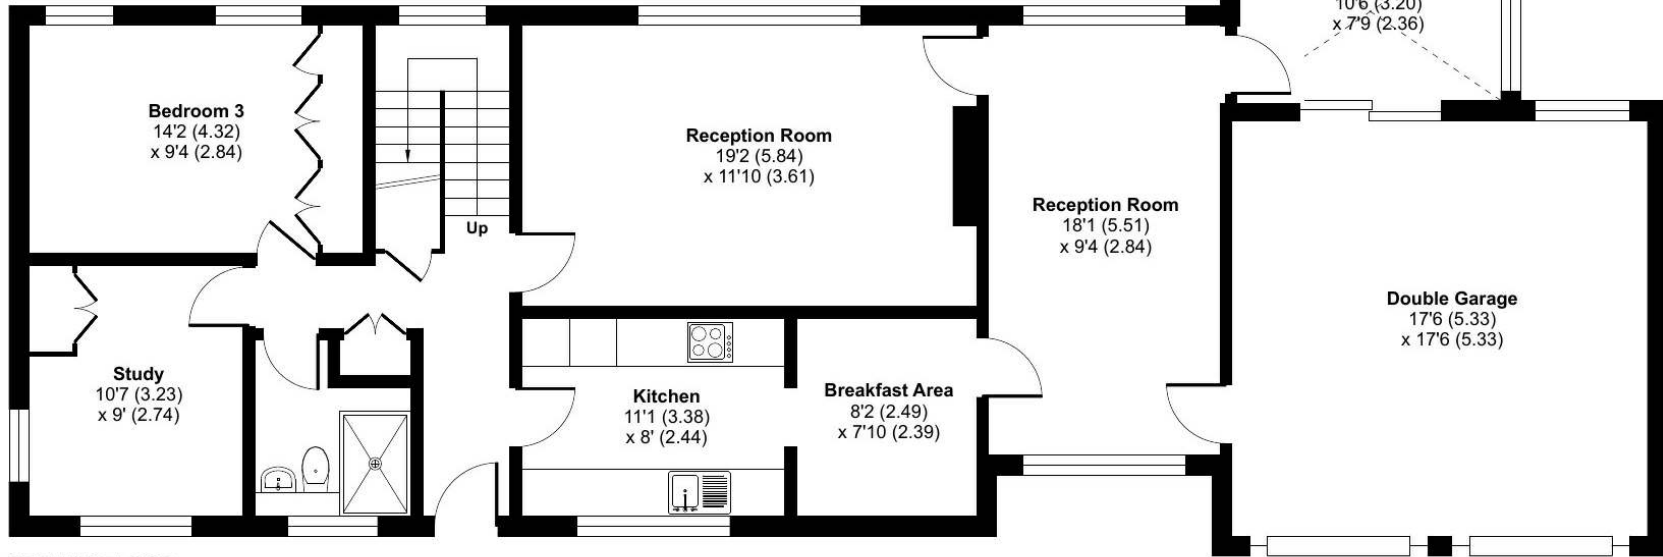 10'6 (3.20)
x 7'9 (2.36)
Bedroom 3
14'2 (4.32)
x 9'4 (2.84)
Reception Room
19'2 (5.84)
x 11'10 (3.61)
Reception Room
18'1 (5.51)
x 9'4 (2.84)
Up
Double Garage
17'6 (5.33)
x 17'6 (5.33)
Study
10'7 (3.23)
x 9' (2.74)
Kitchen
11'1 (3.38)
x 8' (2.44)
Breakfast Area
8'2 (2.49)
x 7'10 (2.39)